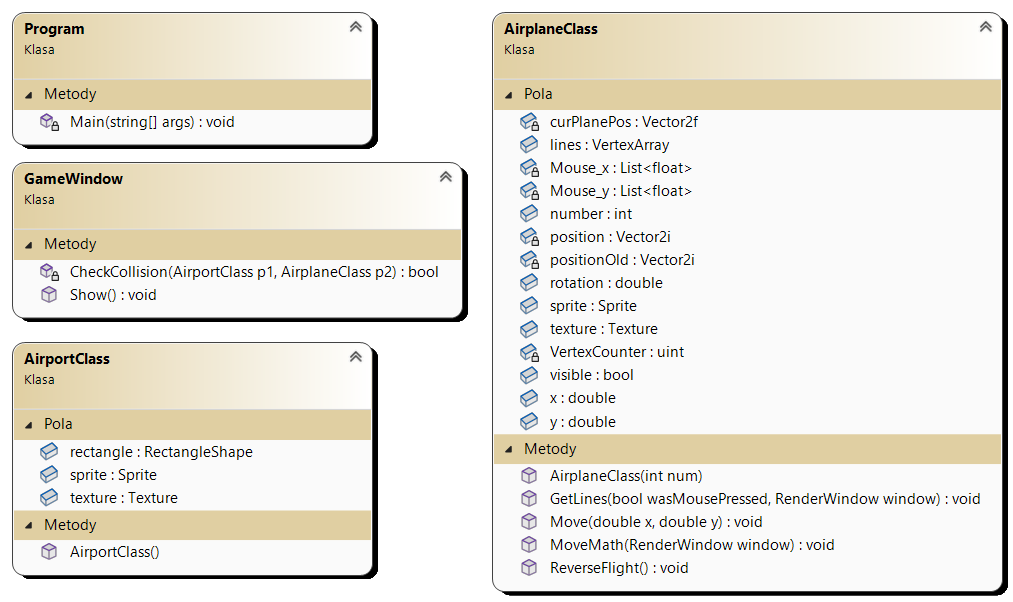 Program
Klasa
Metody
Main(string[] args) : void
GameWindow
Klasa
Metody
CheckCollision(AirportClass p1, AirplaneClass p2) : bool
Show() : void
AirportClass
Klasa
Pola
rectangle : RectangleShape
sprite : Sprite
texture : Texture
Metody
AirportClass()
AirplaneClass
Klasa
Pola
curPlanePos : Vector2f
lines : VertexArray
Mouse_x : List<float>
Mouse_y : List<float>
number : int
position : Vector2i
positionOld : Vector2i
rotation : double
sprite : Sprite
texture : Texture
VertexCounter : uint
visible : bool
x : double
y : double
Metody
AirplaneClass(int num)
GetLines(bool wasMousePressed, RenderWindow window) : void
Move(double x, double y) : void
MoveMath(RenderWindow window) : void
ReverseFlight() : void